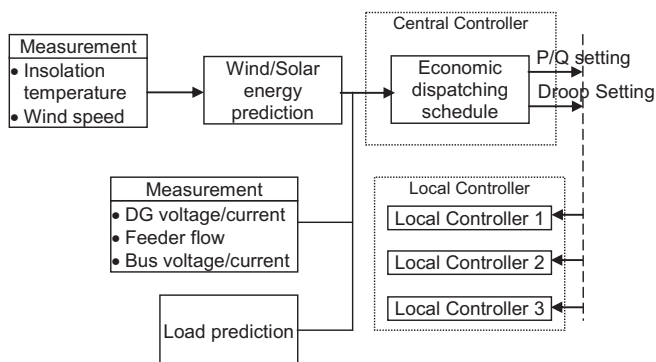 Central Controller
Measurement
• Insolation
temperature
• Wind speed
Wind/Solar
energy
prediction
Economic
dispatching
schedule
P/Q setting
Droop Setting
Measurement
• DG voltage/current
• Feeder flow
• Bus voltage/current
Local Controller
Local Controller 1
Local Controller 2
Local Controller 3
Load prediction